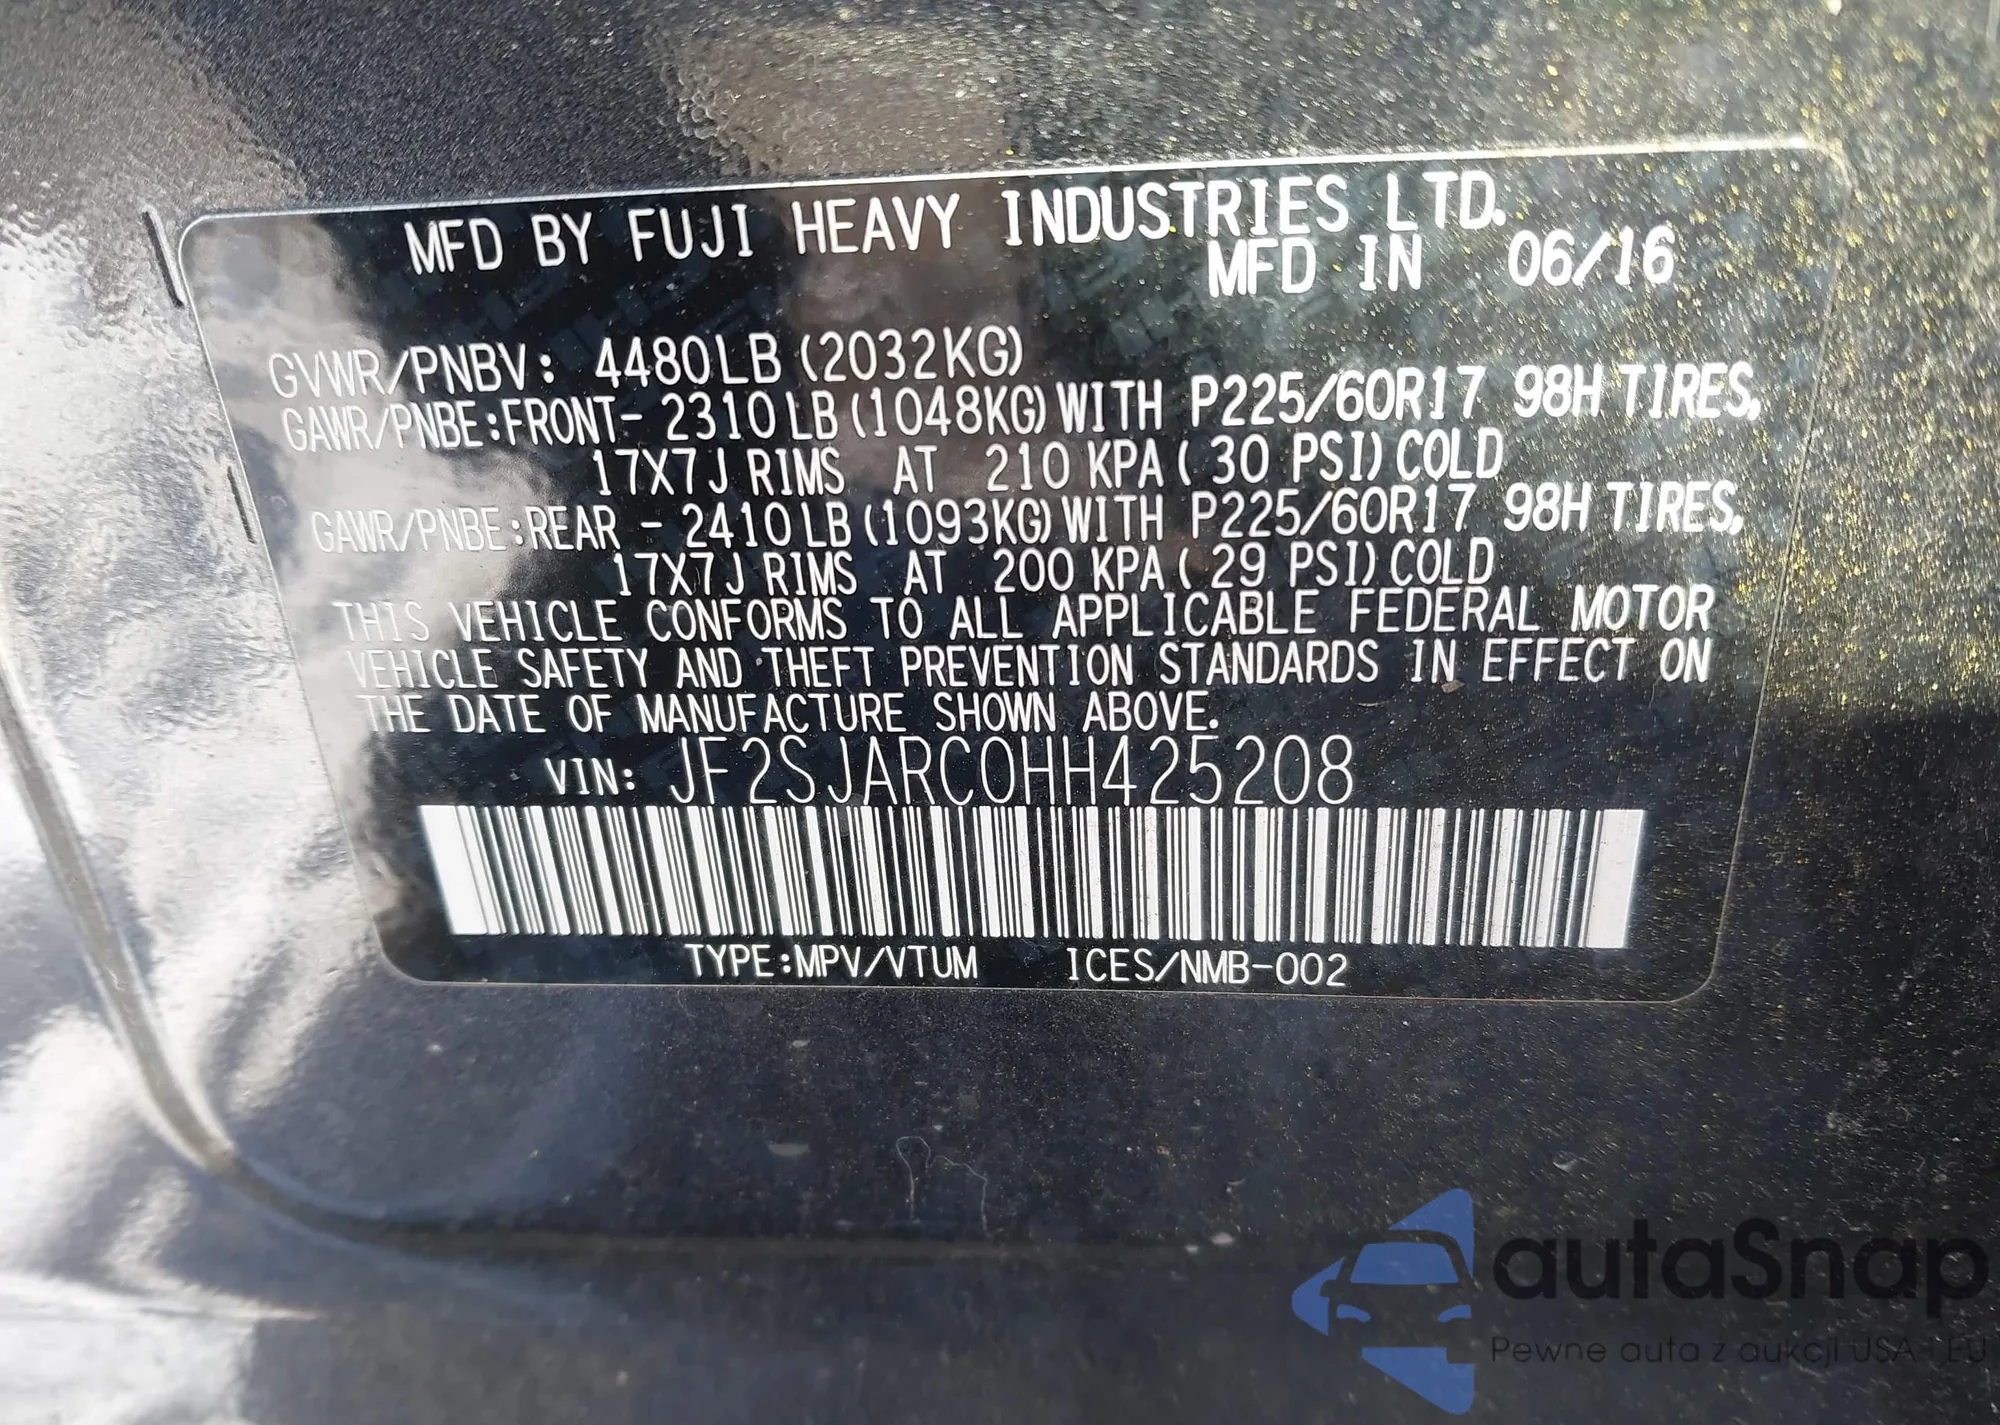 MFD BY FUJI HEAVY INDUSTRIES LTD.
MFD IN 06/16
GVWR/PNBV: 4480LB (2032KG)
GAWR/PNBE:FRONT- 2310LB (1048KG) WITH P225/60R17 98H TIRES,
17X7J RIMS AT 210 KPA ( 30 PSI) COLD
GAWR/PNBE:REAR - 2410LB (1093KG) WITH P225/60R17 98H TIRES,
17X7J RIMS AT 200 KPA ( 29 PSI) COLD
THIS VEHICLE CONFORMS TO ALL APPLICABLE FEDERAL MOTOR
VEHICLE SAFETY AND THEFT PREVENTION STANDARDS IN EFFECT ON
THE DATE OF MANUFACTURE SHOWN ABOVE.
VIN: JF2SJARC0HH425208
TYPE:MPV/VTUM ICES/NMB-002
autaSnap
Pewne auta z aukcji USA i EU